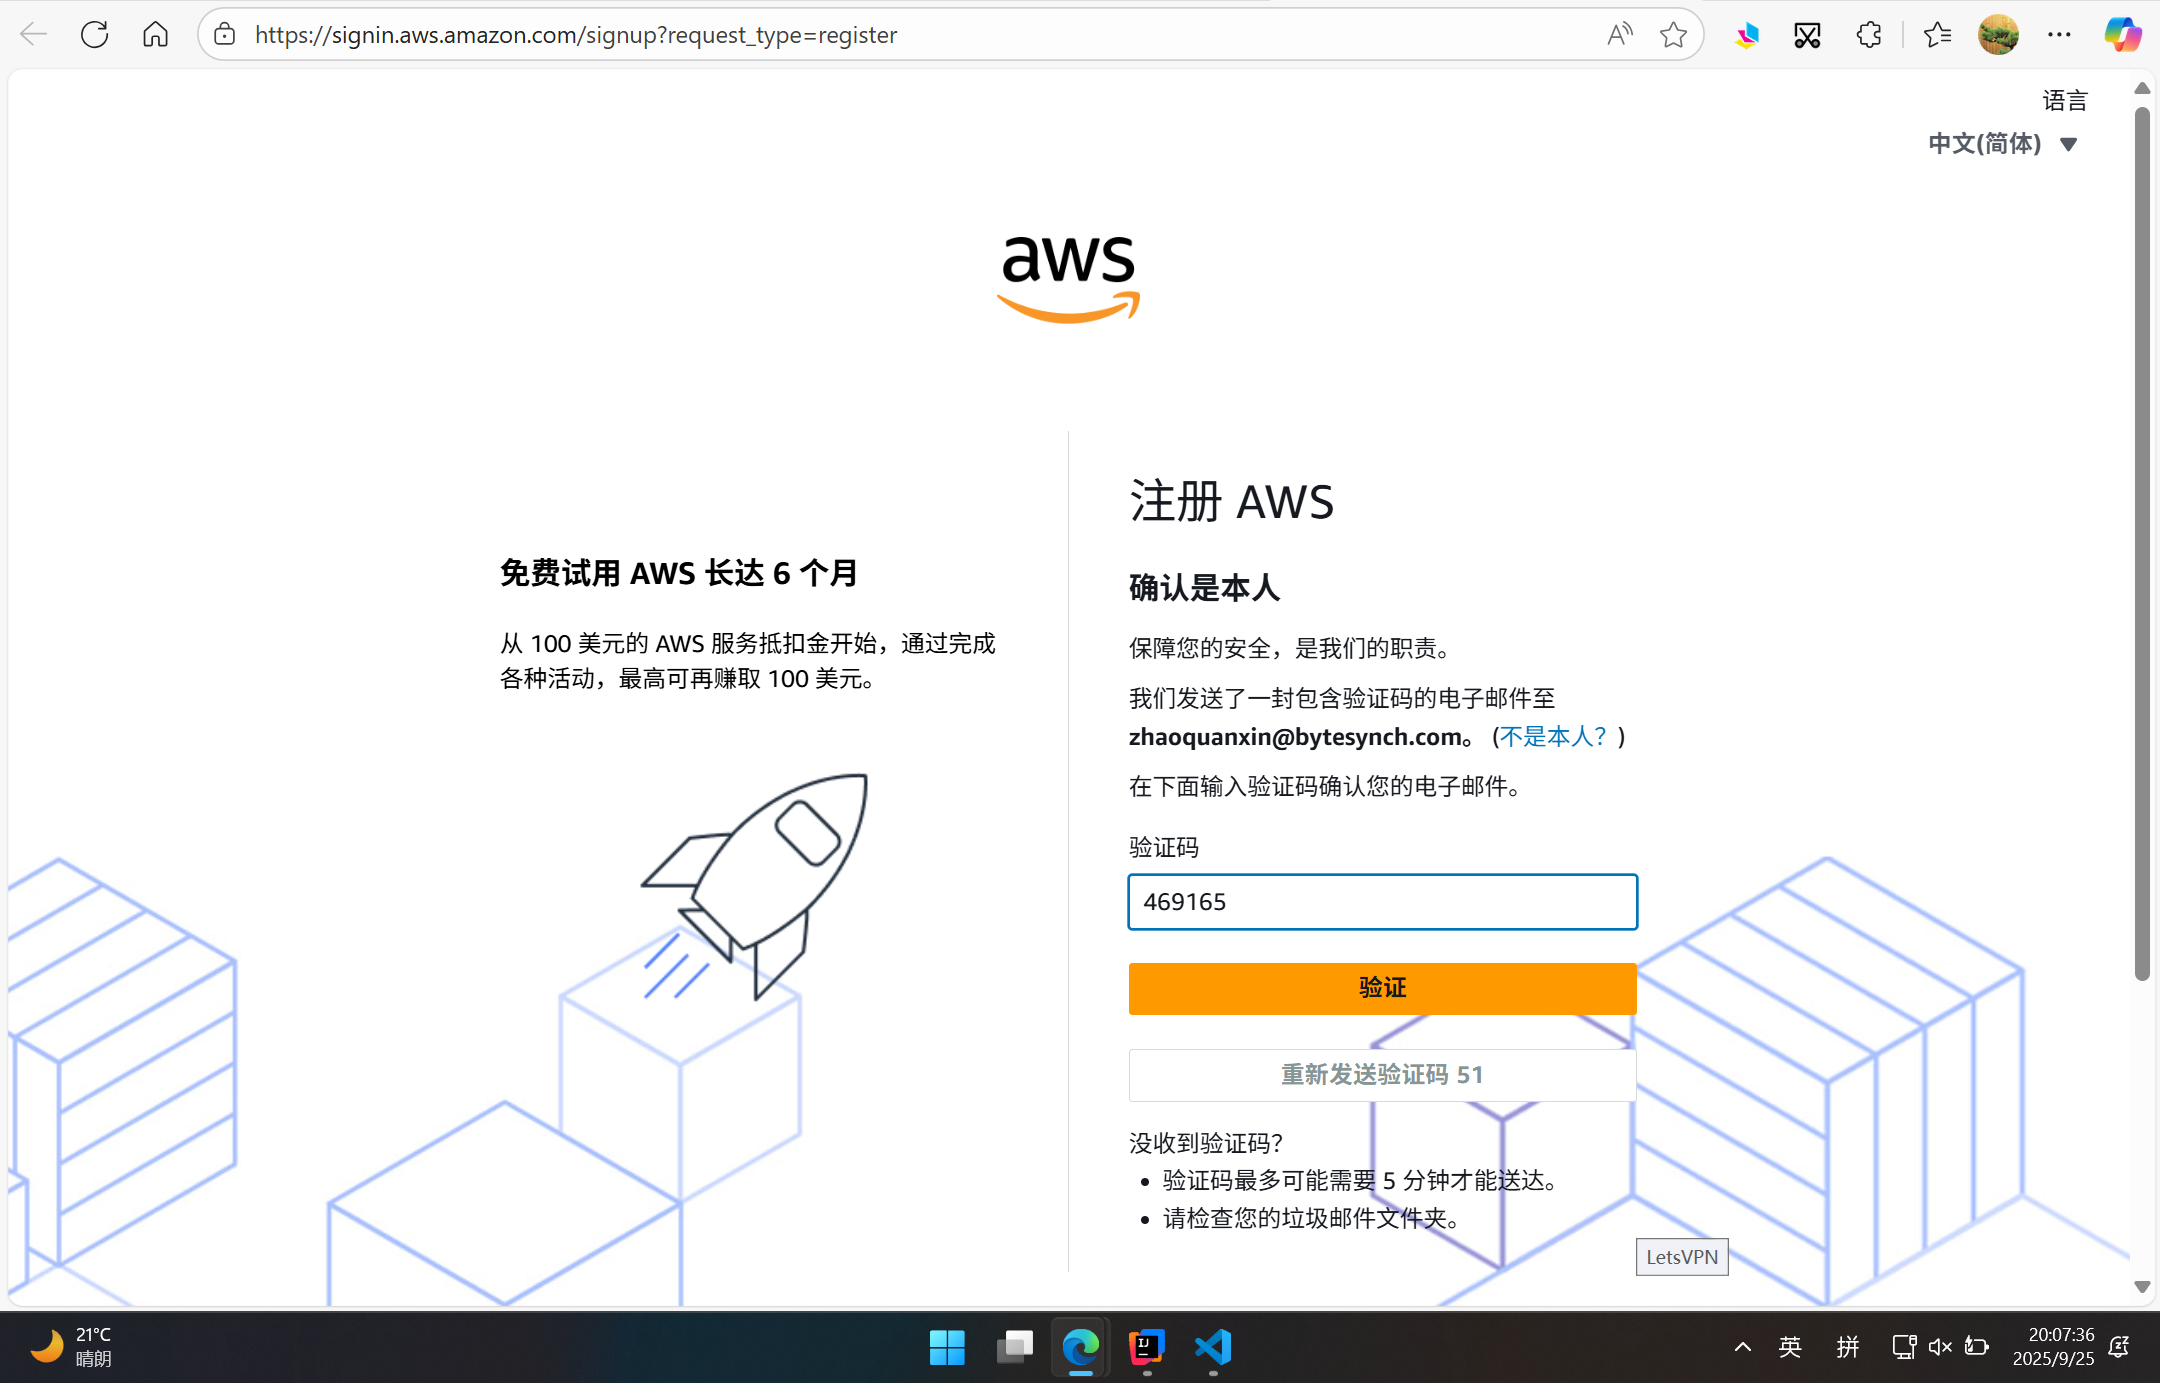 https://signin.aws.amazon.com/signup?request_type=register
语言
中文(简体)
aws
免费试用 AWS 长达 6 个月
从 100 美元的 AWS 服务抵扣金开始，通过完成
各种活动，最高可再赚取 100 美元。
注册 AWS
确认是本人
保障您的安全，是我们的职责。
我们发送了一封包含验证码的电子邮件至
zhaoquanxin@bytesynch.com。 (不是本人？)
在下面输入验证码确认您的电子邮件。
验证码
469165
验证
重新发送验证码 51
没收到验证码？
• 验证码最多可能需要 5 分钟才能送达。
• 请检查您的垃圾邮件文件夹。
LetsVPN
21°C
晴朗
英
拼
20:07:36
2025/9/25